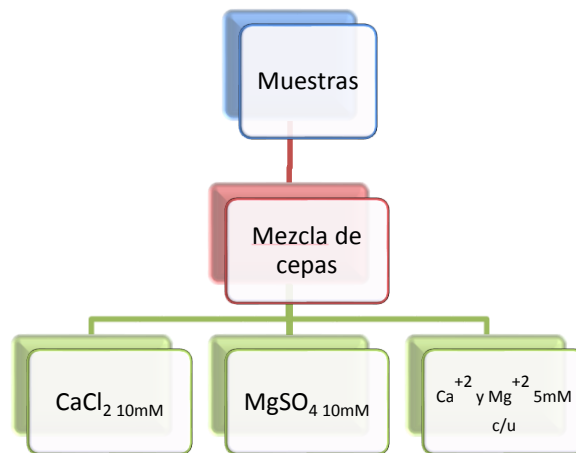 Muestras
Mezcla de
cepas
CaCl₂ 10mM
MgSO₄ 10mM
Ca⁺² y Mg⁺² 5mM
c/u